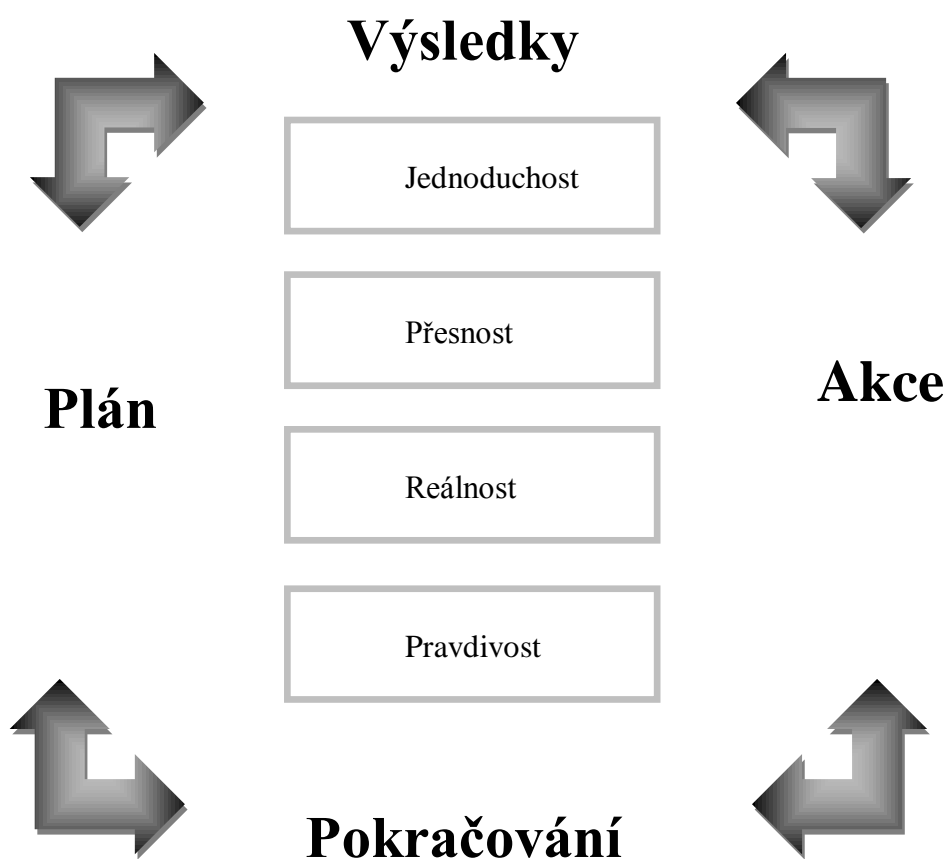 Výsledky
Jednoduchost
Přesnost
Akce
Plán
Reálnost
Pravdivost
Pokračování